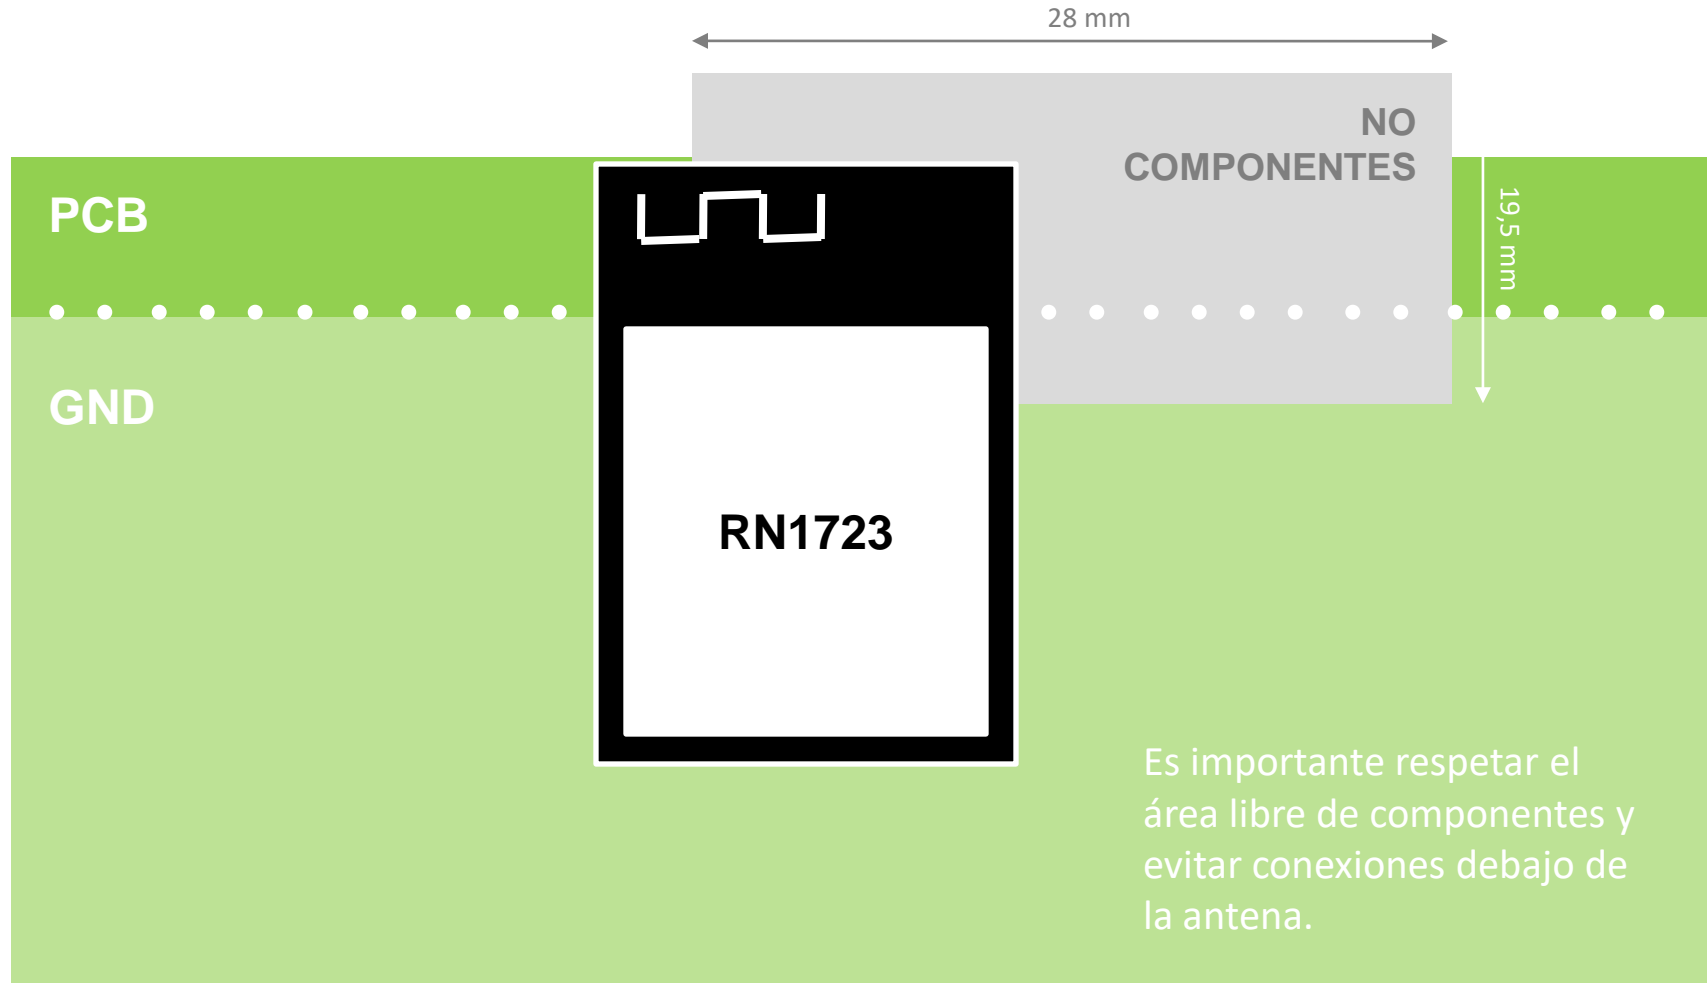 28 mm
NO
COMPONENTES
PCB
19,5 mm
GND
RN1723
Es importante respetar el
área libre de componentes y
evitar conexiones debajo de
la antena.